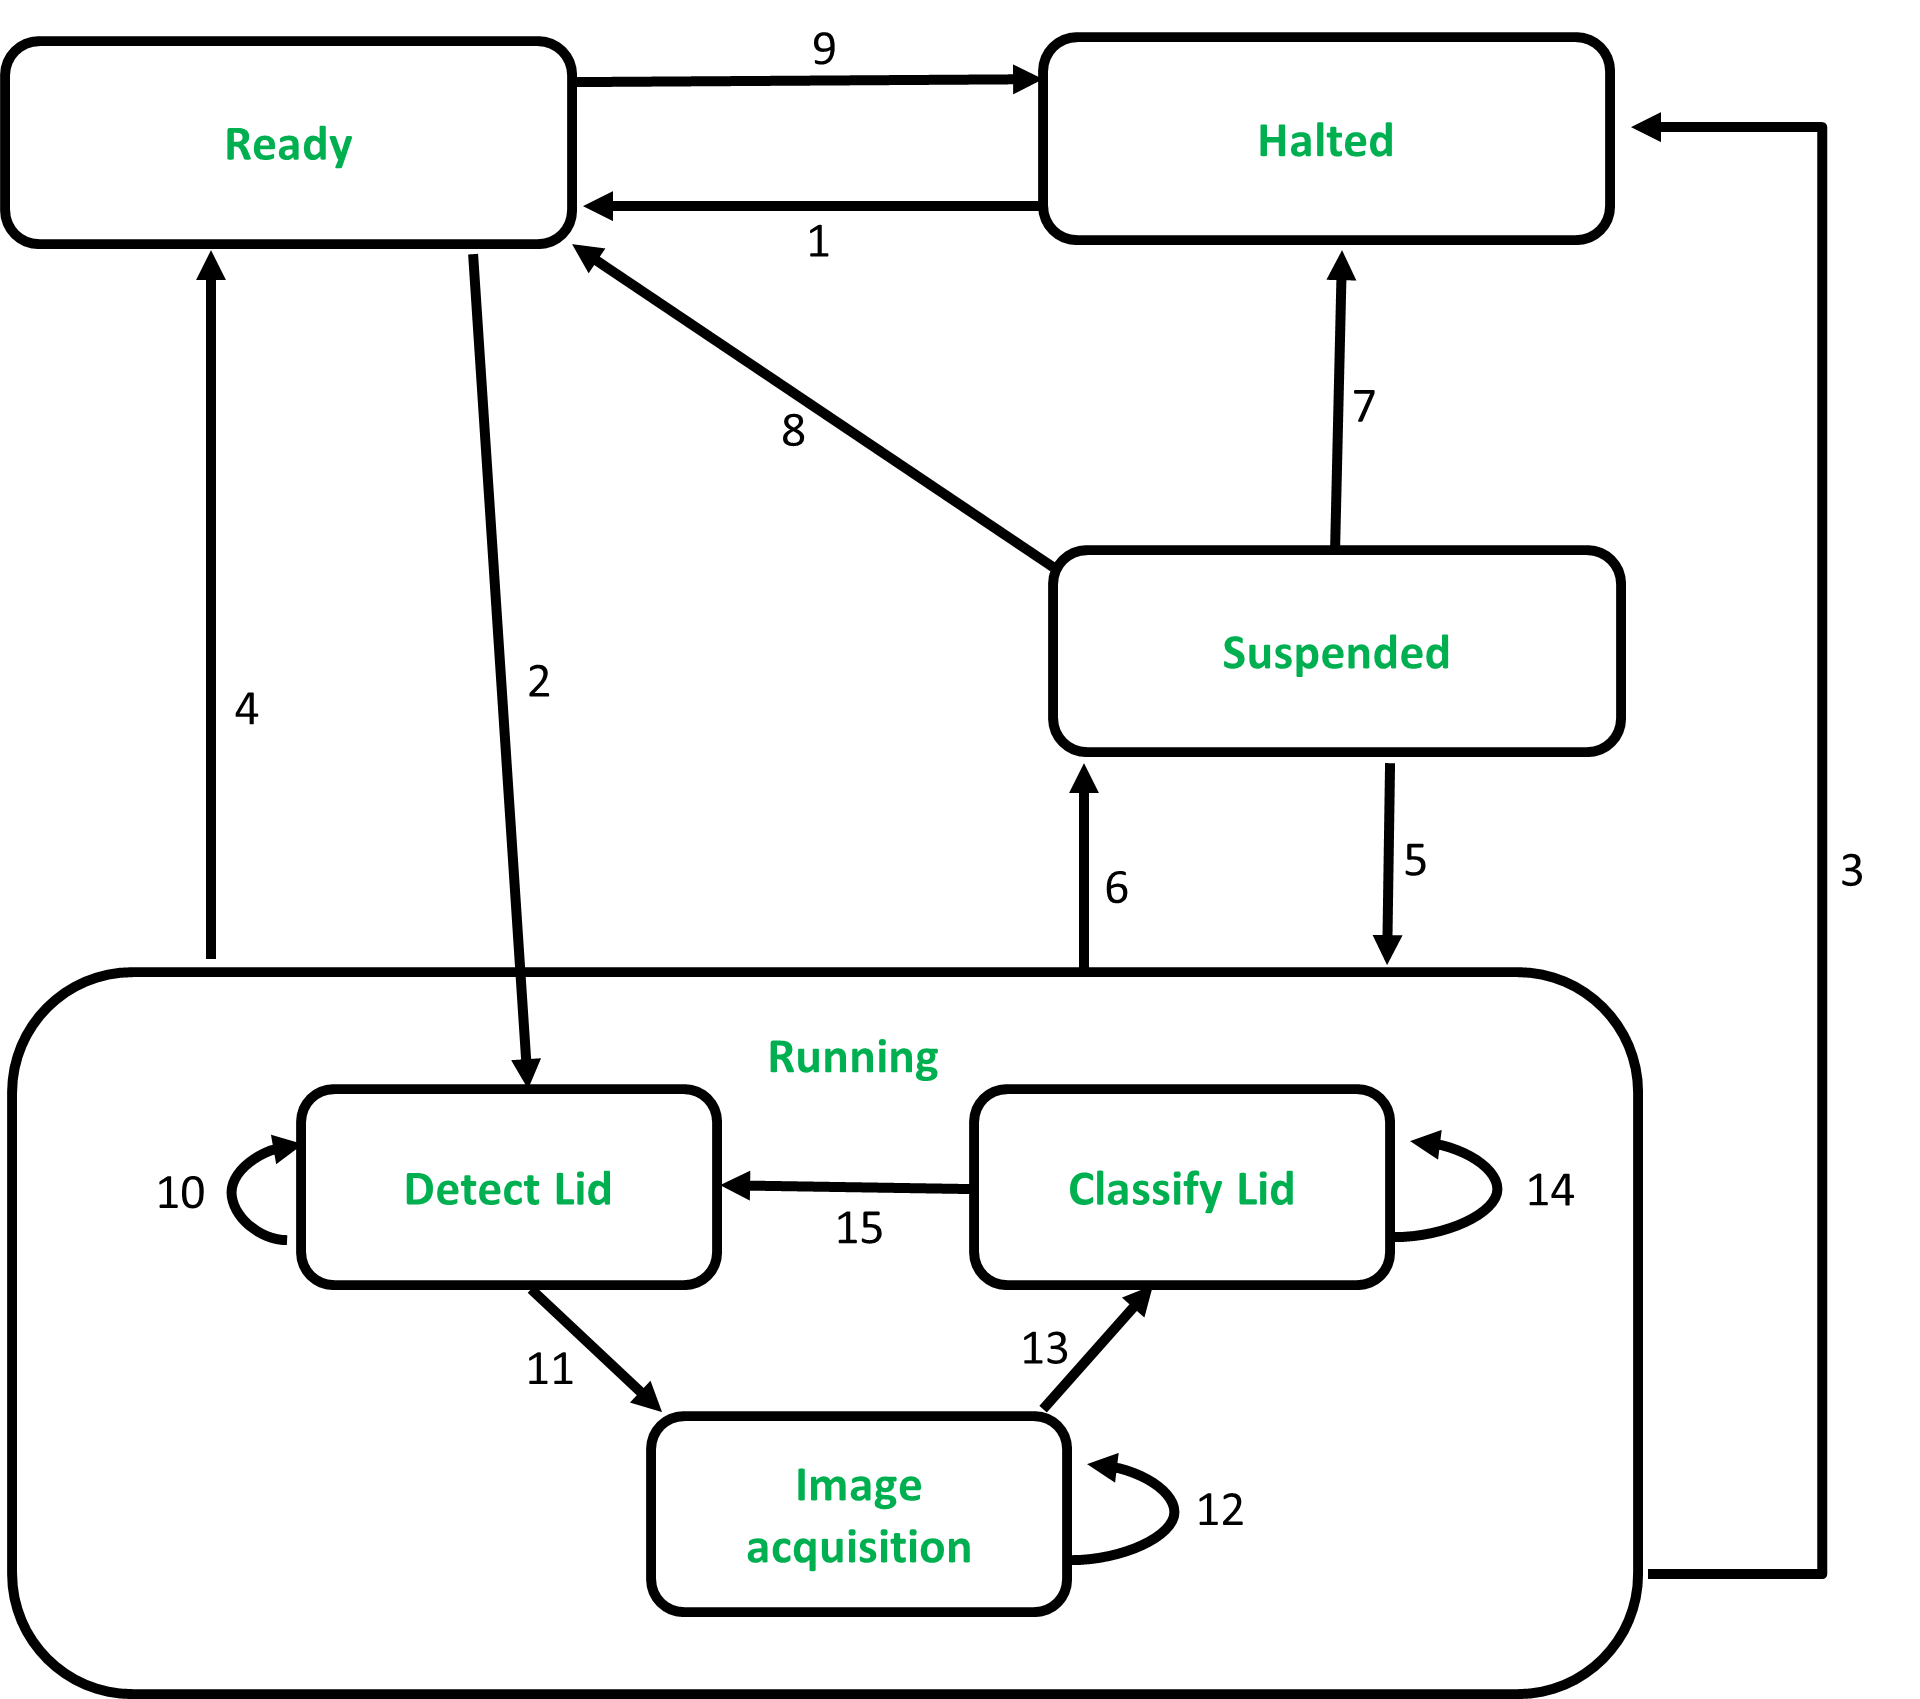 9
Ready
Halted
1
8
7
Suspended
2
4
5
6
3
Running
Detect Lid
Classify Lid
10
14
15
11
13
Image
acquisition
12